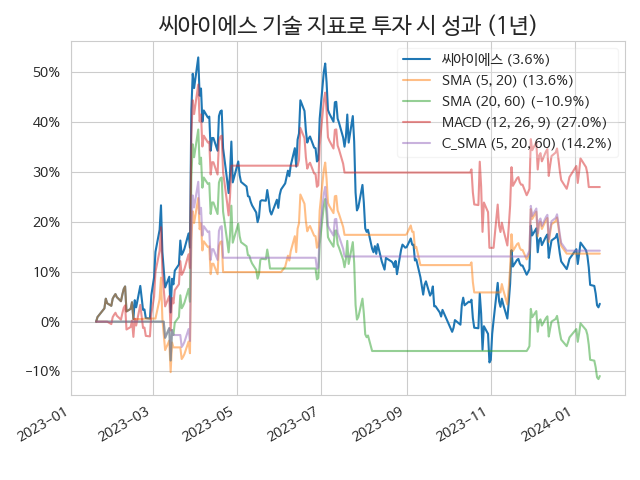 씨아이에스 기술 지표로 투자 시 성과 (1년)
씨아이에스 (3.6%)
SMA (5, 20) (13.6%)
SMA (20, 60) (−10.9%)
MACD (12, 26, 9) (27.0%)
C_SMA (5, 20, 60) (14.2%)
50%
40%
30%
20%
10%
0%
−10%
2023−01
2023−03
2023−05
2023−07
2023−09
2023−11
2024−01